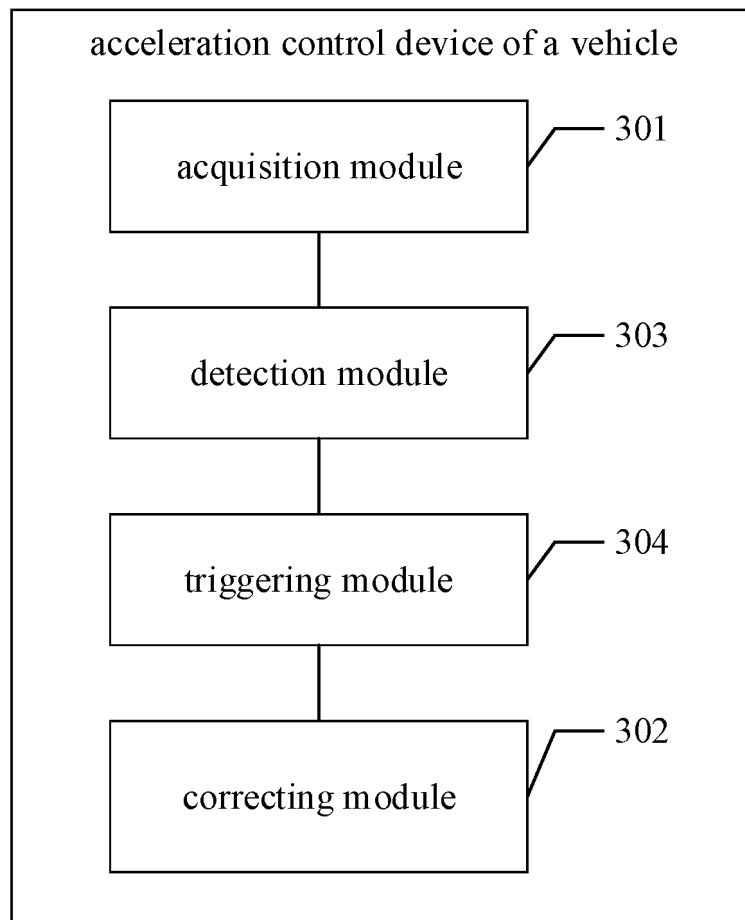 acceleration control device of a vehicle
acquisition module
301
detection module
303
triggering module
304
correcting module
302